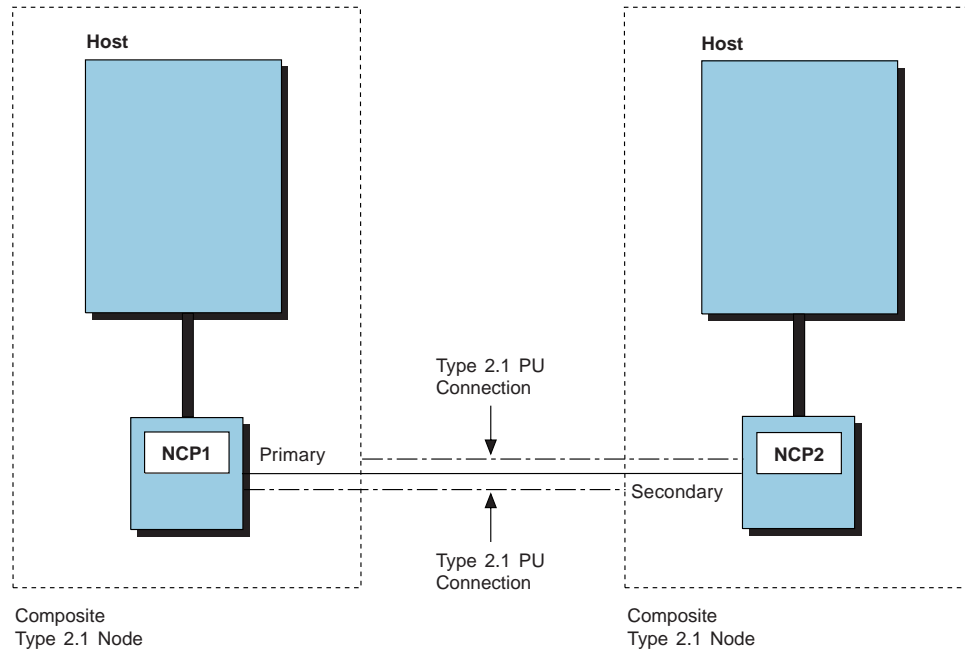 Host
Host
Type 2.1 PU
Connection
NCP1
Primary
NCP2
Secondary
Type 2.1 PU
Connection
Composite
Type 2.1 Node
Composite
Type 2.1 Node